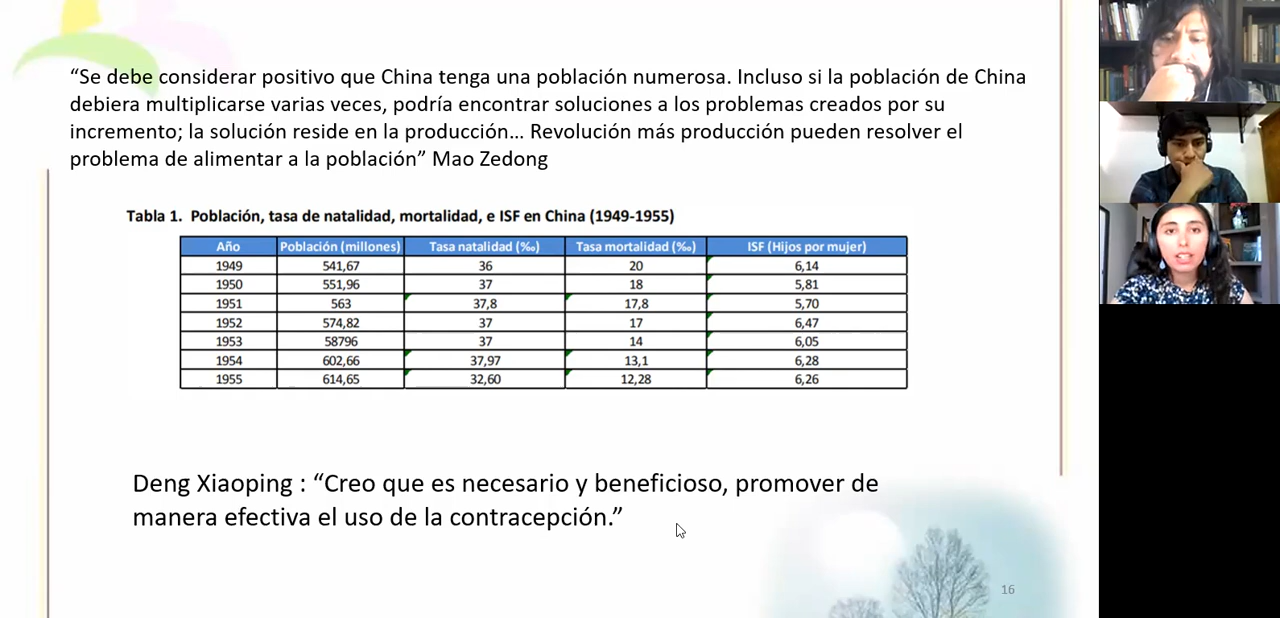 “Se debe considerar positivo que China tenga una población numerosa. Incluso si la población de China
debiera multiplicarse varias veces, podría encontrar soluciones a los problemas creados por su
incremento; la solución reside en la producción… Revolución más producción pueden resolver el
problema de alimentar a la población” Mao Zedong
Tabla 1. Población, tasa de natalidad, mortalidad, e ISF en China (1949-1955)
Año Población (millones) Tasa natalidad (‰) Tasa mortalidad (‰) ISF (Hijos por mujer)
1949 541,67 36 20 6,14
1950 551,96 37 18 5,81
1951 563 37,8 17,8 5,70
1952 574,82 37 17 6,47
1953 58796 37 14 6,05
1954 602,66 37,97 13,1 6,28
1955 614,65 32,60 12,28 6,26
Deng Xiaoping : “Creo que es necesario y beneficioso, promover de
manera efectiva el uso de la contracepción.”
16